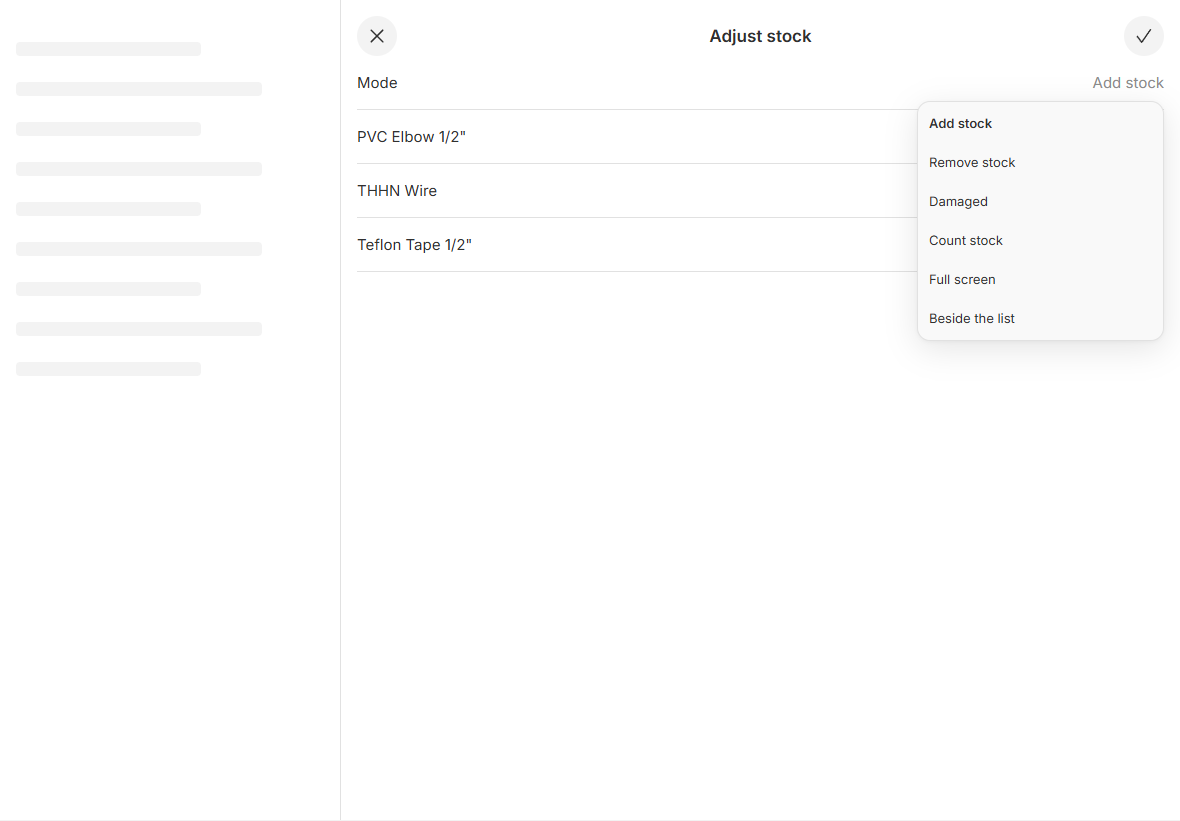 Adjust stock
Mode
Add stock
PVC Elbow 1/2"
THHN Wire
Teflon Tape 1/2"
Add stock
Remove stock
Damaged
Count stock
Full screen
Beside the list